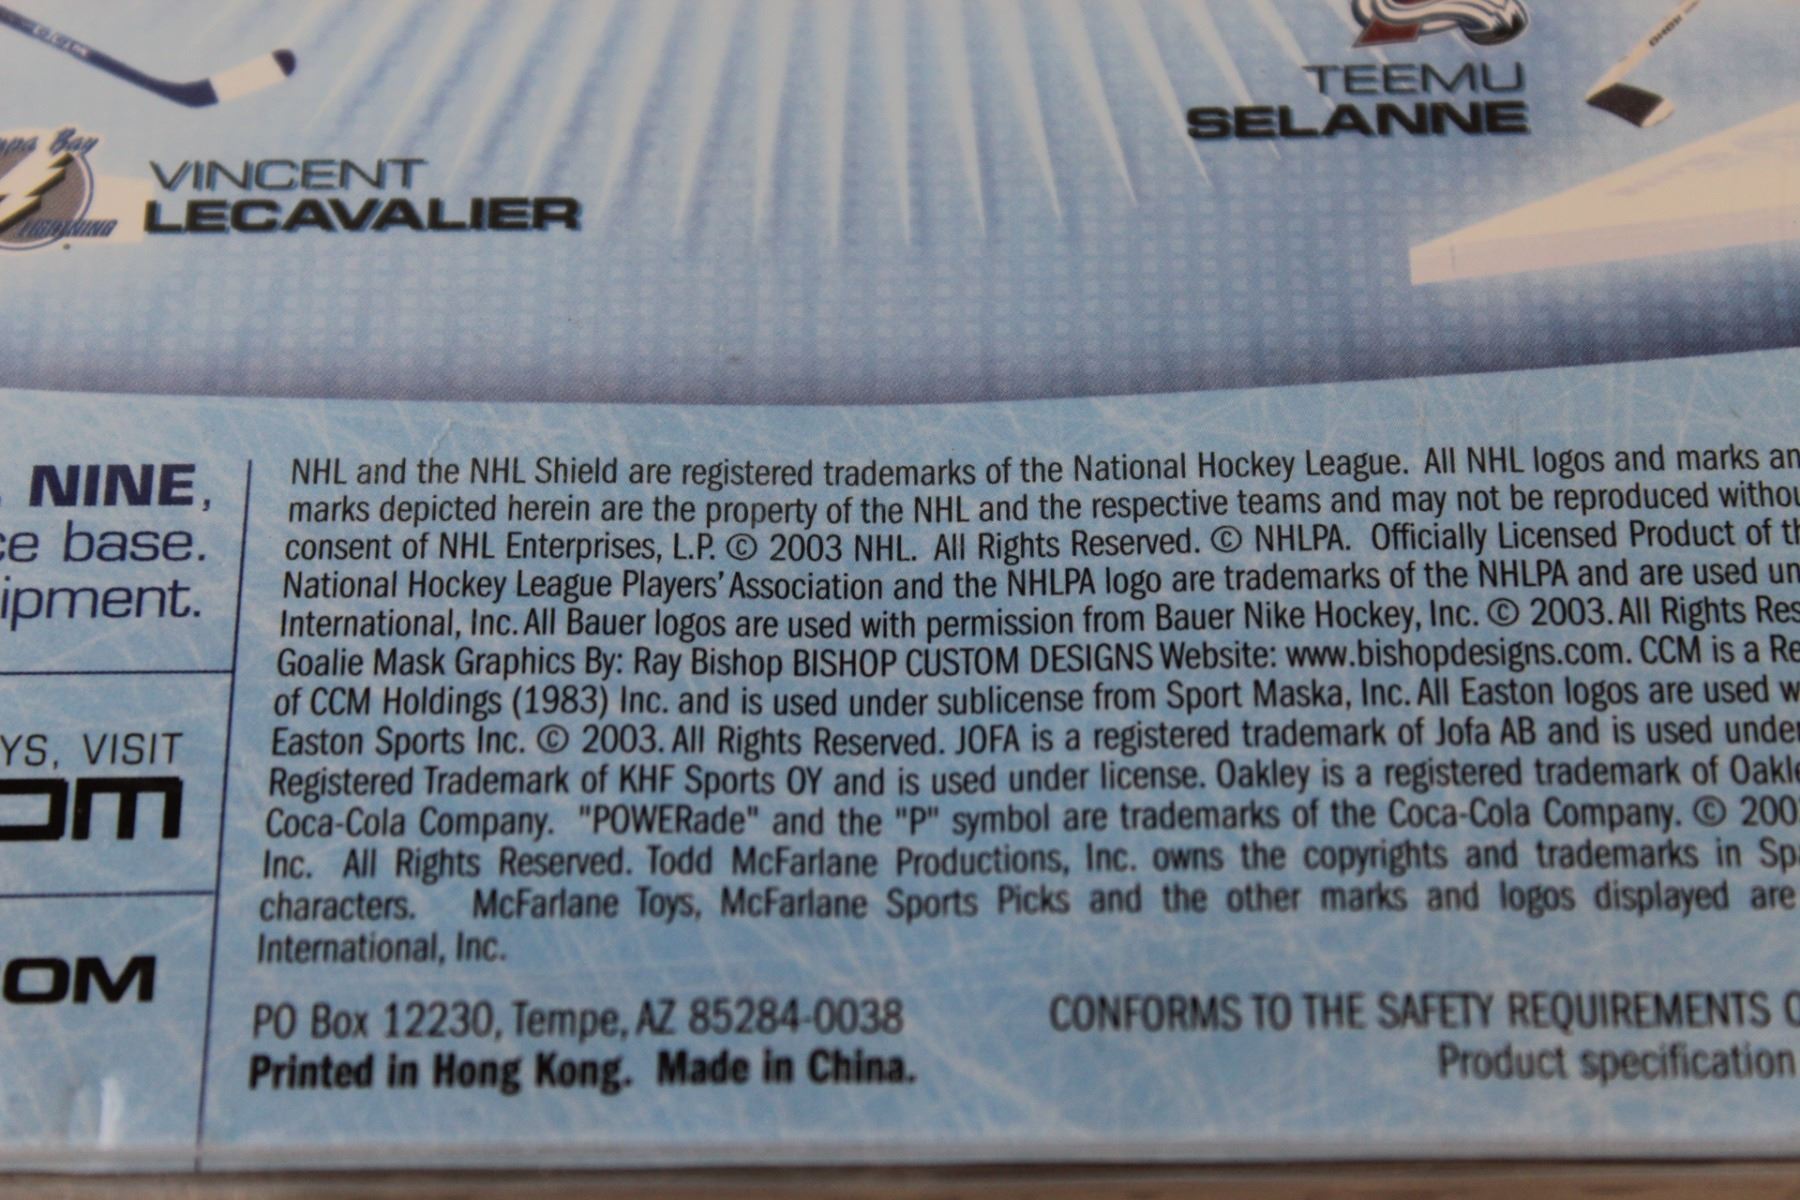 TEEMU
SELANNE
Tampa Bay
LIGHTNING
VINCENT
LECAVALIER
NINE,
base.
YS, VISIT
OM
NHL and the NHL Shield are registered trademarks of the National Hockey League. All NHL logos and marks an
marks depicted herein are the property of the NHL and the respective teams and may not be reproduced withou
consent of NHL Enterprises, L.P. © 2003 NHL. All Rights Reserved. © NHLPA. Officially Licensed Product of th
National Hockey League Players' Association and the NHLPA logo are trademarks of the NHLPA and are used un
International, Inc. All Bauer logos are used with permission from Bauer Nike Hockey, Inc. © 2003. All Rights Res
Goalie Mask Graphics By: Ray Bishop BISHOP CUSTOM DESIGNS Website: www.bishopdesigns.com. CCM is a Re
of CCM Holdings (1983) Inc. and is used under sublicense from Sport Maska, Inc. All Easton logos are used w
Easton Sports Inc. © 2003. All Rights Reserved. JOFA is a registered trademark of Jofa AB and is used under
Registered Trademark of KHF Sports OY and is used under license. Oakley is a registered trademark of Oakle
Coca-Cola Company. "POWERade" and the "P" symbol are trademarks of the Coca-Cola Company. © 200
Inc. All Rights Reserved. Todd McFarlane Productions, Inc. owns the copyrights and trademarks in Sp
characters. McFarlane Toys, McFarlane Sports Picks and the other marks and logos displayed are
International, Inc.
PO Box 12230, Tempe, AZ 85284-0038
Printed in Hong Kong. Made in China.
CONFORMS TO THE SAFETY REQUIREMENTS O
Product specification